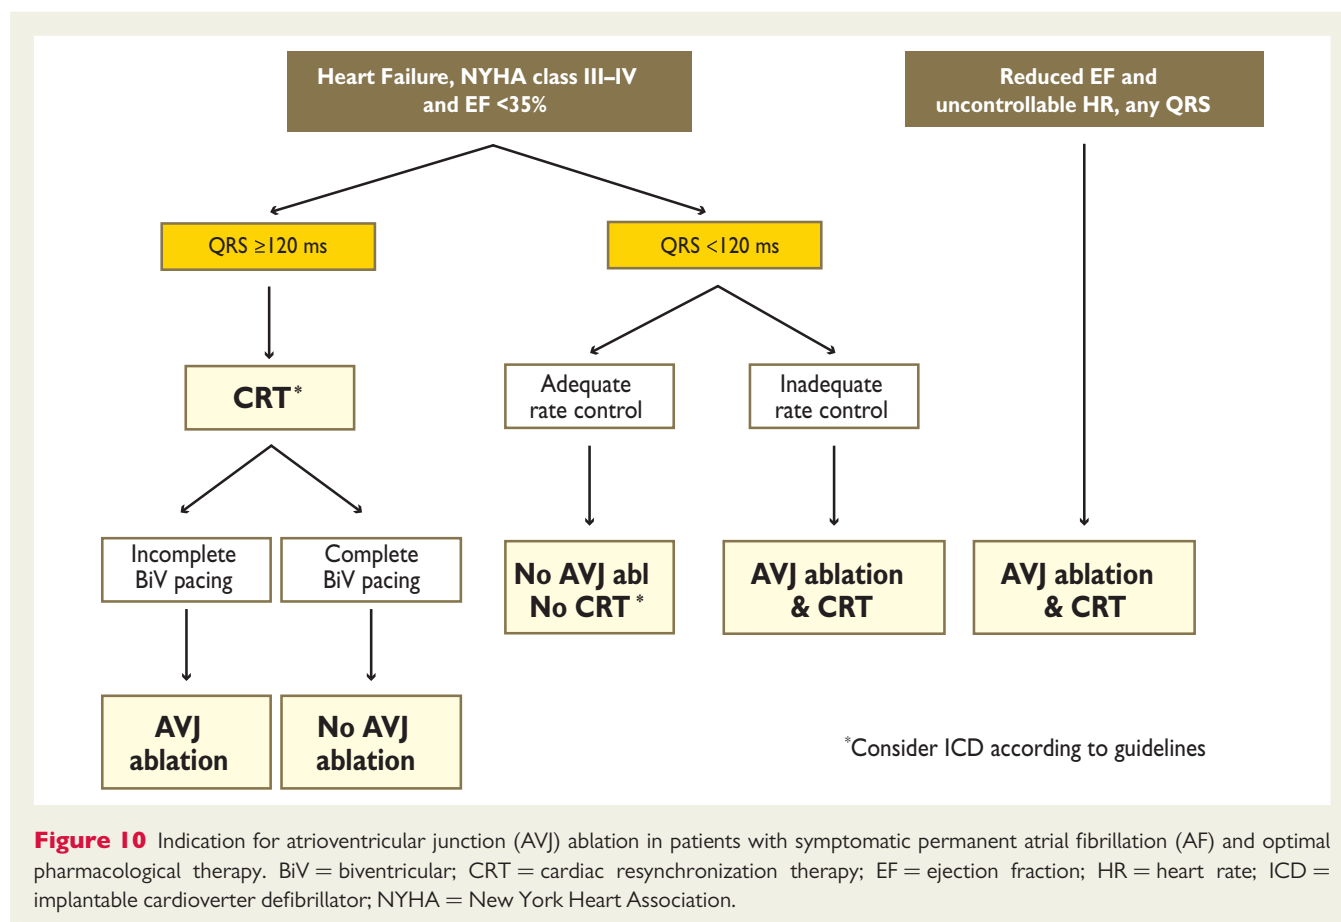 Heart Failure, NYHA class III–IV
and EF <35%
Reduced EF and
uncontrollable HR, any QRS
QRS ≥120 ms
QRS <120 ms
CRT*
Adequate
rate control
Inadequate
rate control
Incomplete
BiV pacing
Complete
BiV pacing
No AVJ abl
No CRT *
AVJ ablation
& CRT
AVJ ablation
& CRT
AVJ
ablation
No AVJ
ablation
*Consider ICD according to guidelines
Figure 10 Indication for atrioventricular junction (AVJ) ablation in patients with symptomatic permanent atrial fibrillation (AF) and optimal
pharmacological therapy. BiV = biventricular; CRT = cardiac resynchronization therapy; EF = ejection fraction; HR = heart rate; ICD =
implantable cardioverter defibrillator; NYHA = New York Heart Association.